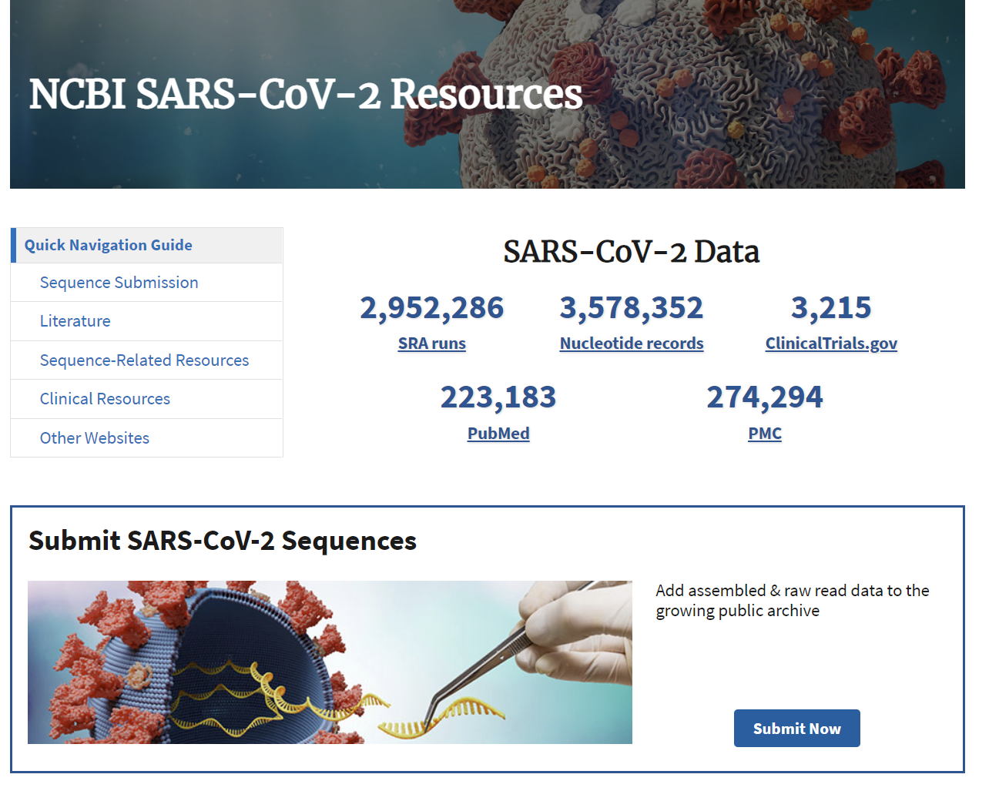 NCBI SARS-CoV-2 Resources
Quick Navigation Guide
Sequence Submission
Literature
Sequence-Related Resources
Clinical Resources
Other Websites
SARS-CoV-2 Data
2,952,286
SRA runs
3,578,352
Nucleotide records
3,215
ClinicalTrials.gov
223,183
PubMed
274,294
PMC
Submit SARS-CoV-2 Sequences
Add assembled & raw read data to the
growing public archive
Submit Now